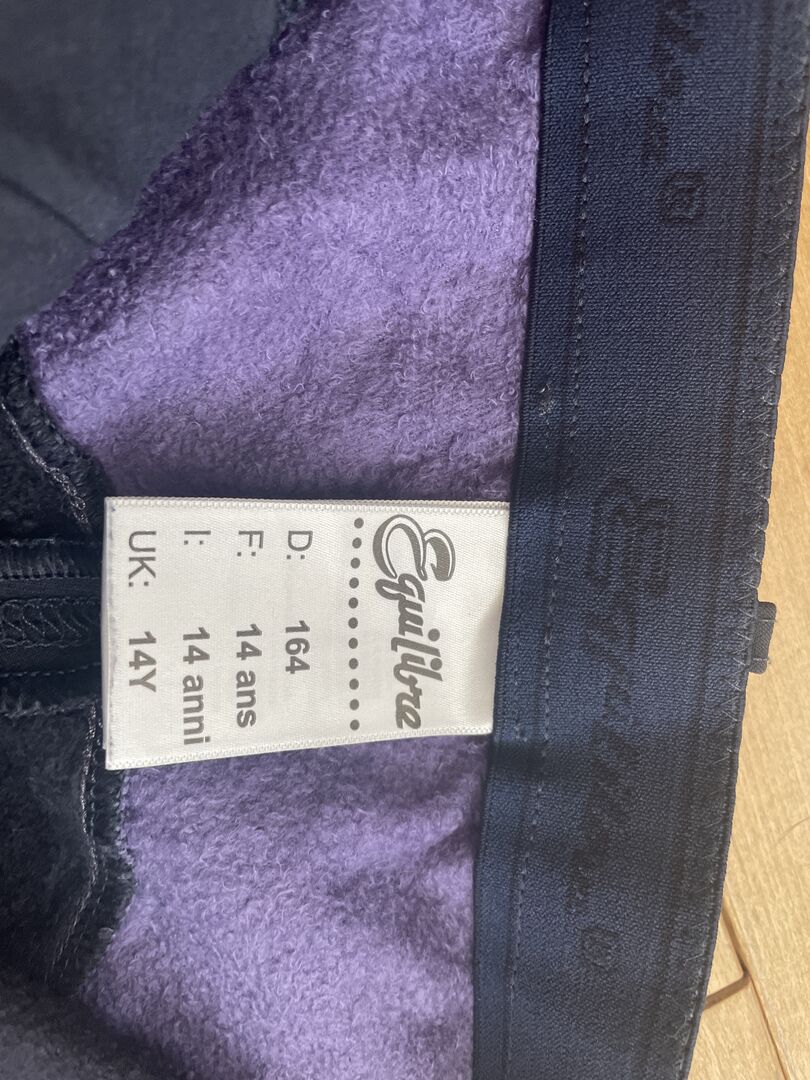 Equilibre
D: 164
F: 14 ans
I: 14 anni
UK: 14Y